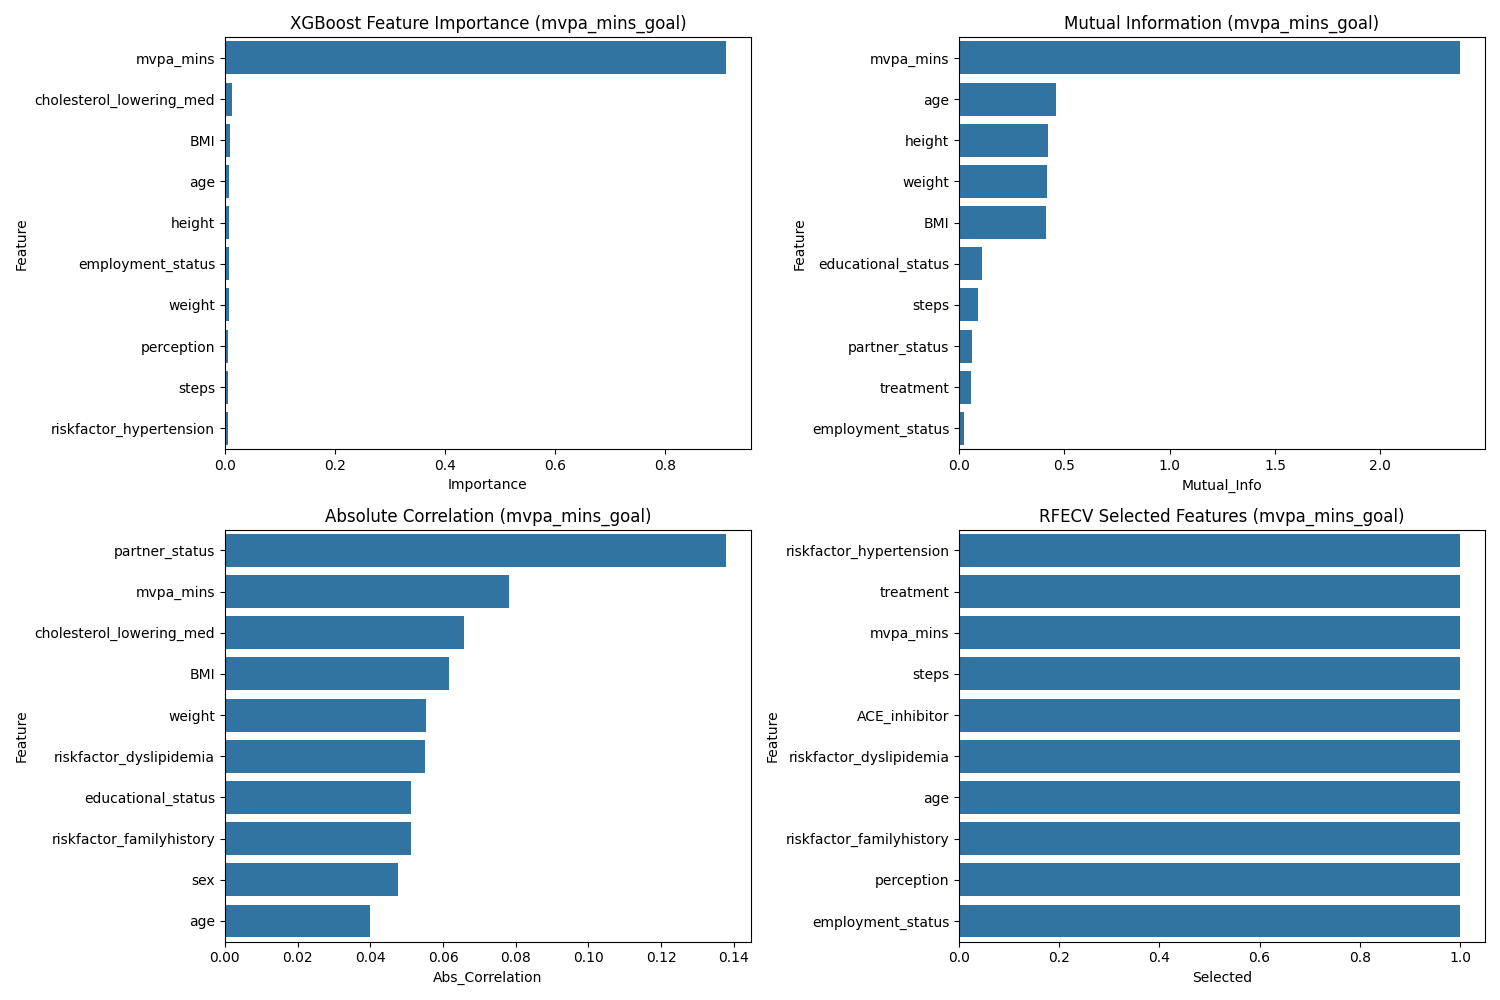 XGBoost Feature Importance (mvpa_mins_goal)
Feature
mvpa_mins
cholesterol_lowering_med
BMI
age
height
employment_status
weight
perception
steps
riskfactor_hypertension
0.0 0.2 0.4 0.6 0.8
Importance
Mutual Information (mvpa_mins_goal)
Feature
mvpa_mins
age
height
weight
BMI
educational_status
steps
partner_status
treatment
employment_status
0.0 0.5 1.0 1.5 2.0
Mutual_Info
Absolute Correlation (mvpa_mins_goal)
Feature
partner_status
mvpa_mins
cholesterol_lowering_med
BMI
weight
riskfactor_dyslipidemia
educational_status
riskfactor_familyhistory
sex
age
0.00 0.02 0.04 0.06 0.08 0.10 0.12 0.14
Abs_Correlation
RFECV Selected Features (mvpa_mins_goal)
Feature
riskfactor_hypertension
treatment
mvpa_mins
steps
ACE_inhibitor
riskfactor_dyslipidemia
age
riskfactor_familyhistory
perception
employment_status
0.0 0.2 0.4 0.6 0.8 1.0
Selected